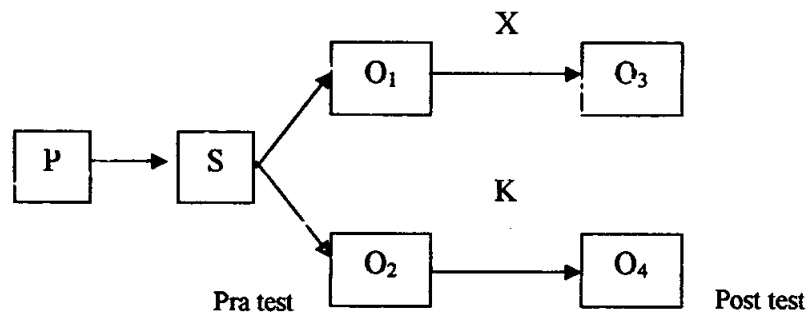 X
O₁
O₃
P
S
K
O₂
O₄
Pra test
Post test